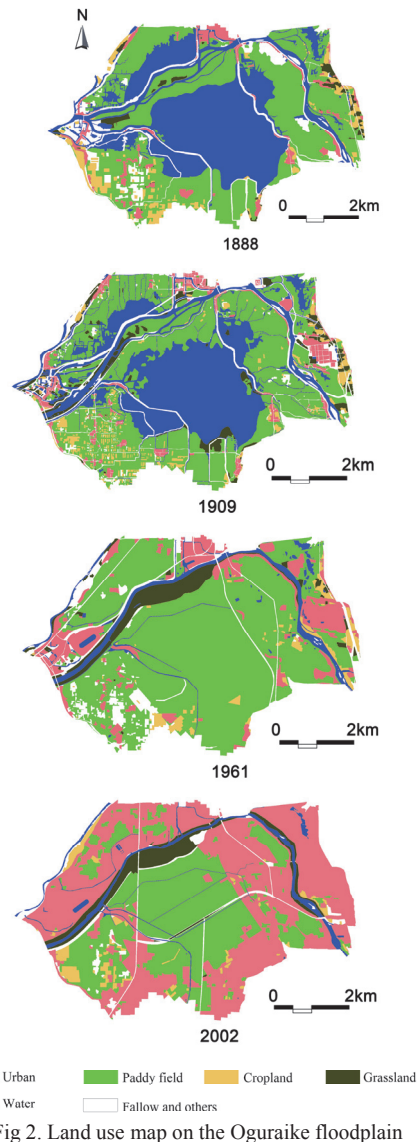 N
0 2km
1888
0 2km
1909
0 2km
1961
0 2km
2002
Urban Paddy field Cropland Grassland
Water Fallow and others
ig 2. Land use map on the Oguraike floodplain